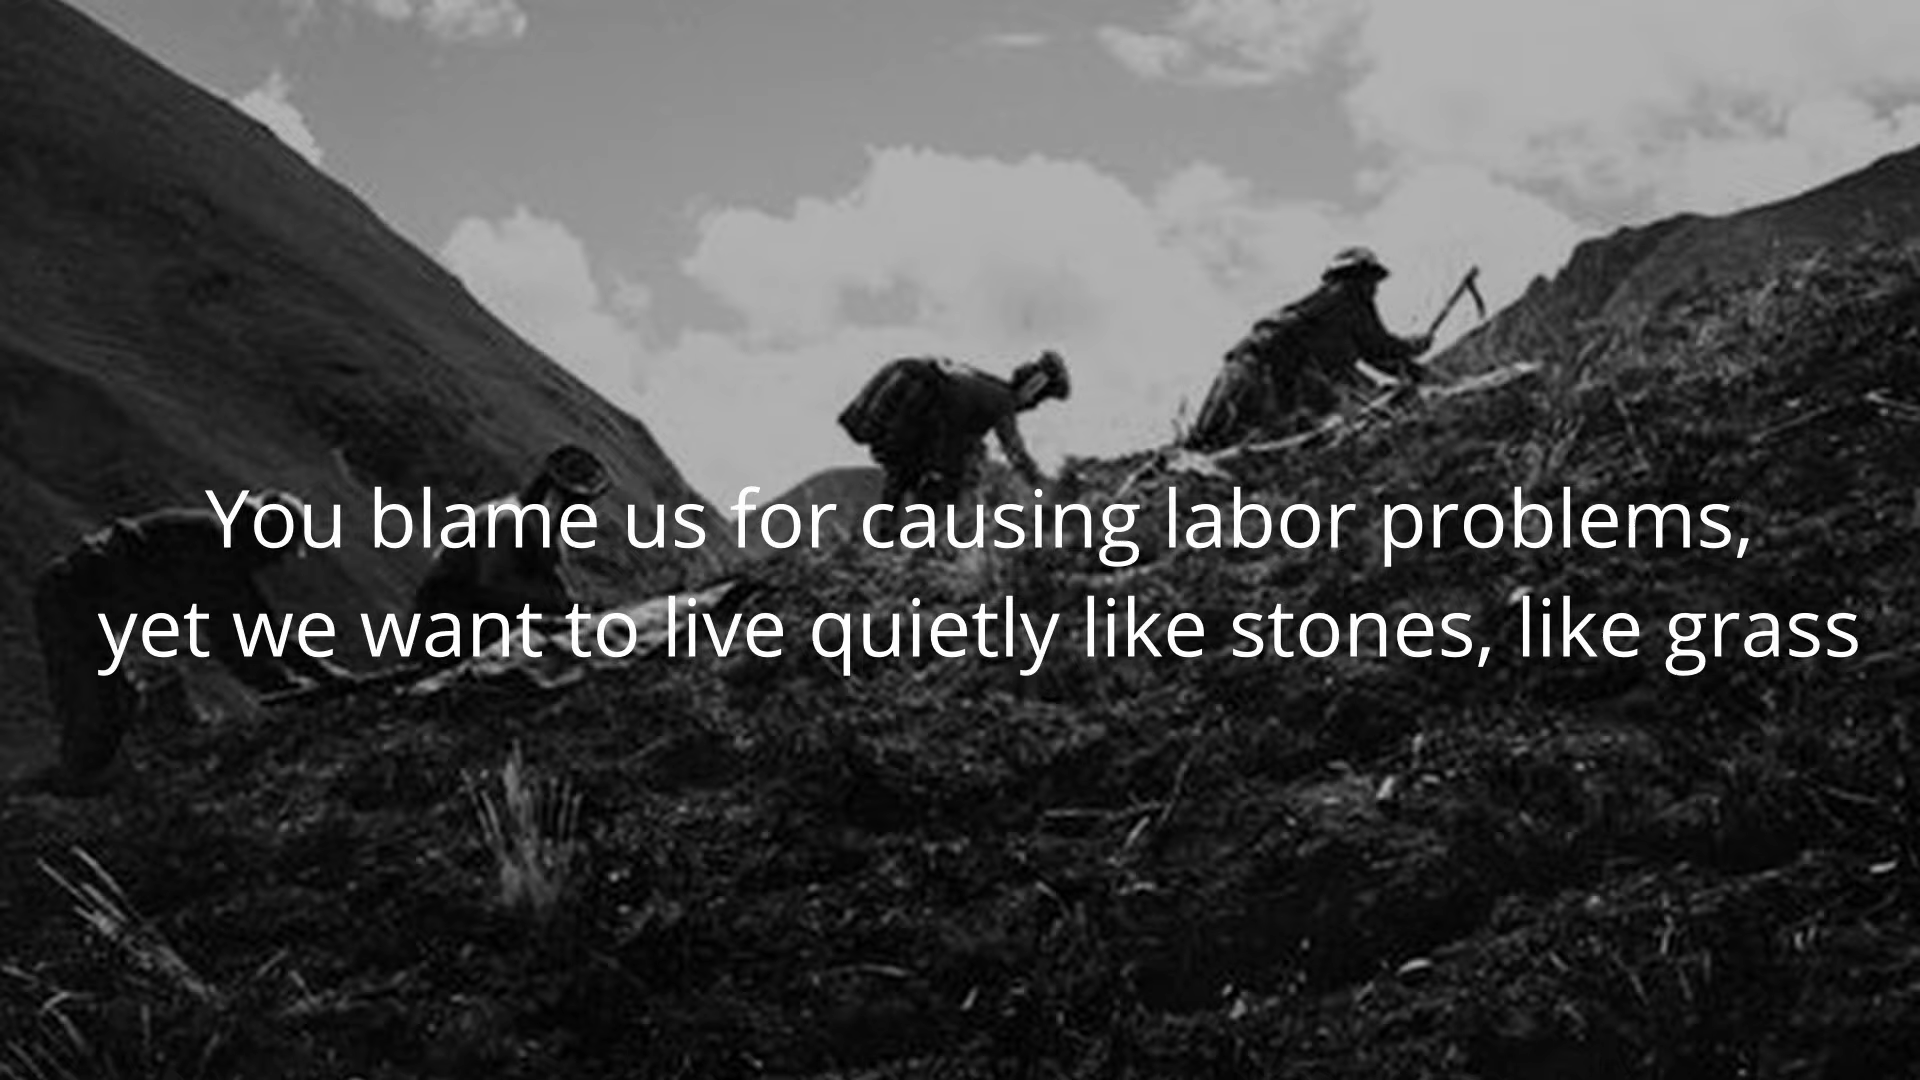 You blame us for causing labor problems,
yet we want to live quietly like stones, like grass